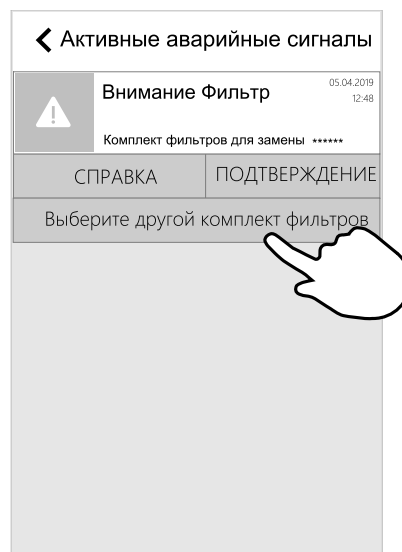 Активные аварийные сигналы
Внимание Фильтр
05.04.2019
12:48
Комплект фильтров для замены ******
СПРАВКА
ПОДТВЕРЖДЕНИЕ
Выберите другой комплект фильтров